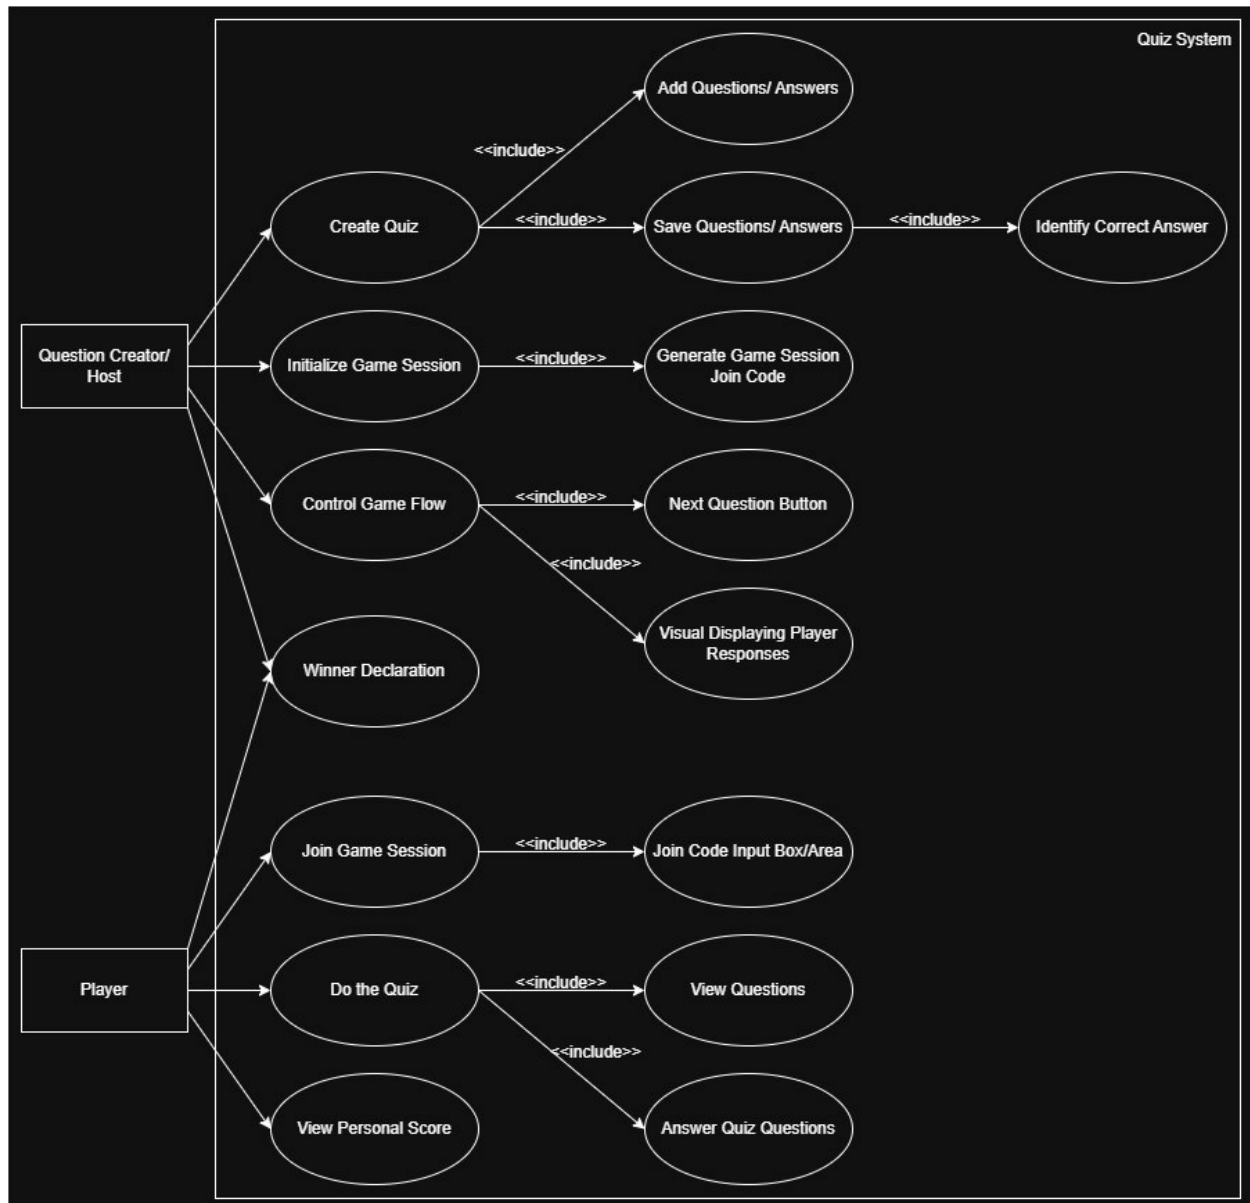 Quiz System
Add Questions/ Answers
<<include>>
Create Quiz
<<include>>
Save Questions/ Answers
<<include>>
Identify Correct Answer
Question Creator/
Host
Initialize Game Session
<<include>>
Generate Game Session
Join Code
Control Game Flow
<<include>>
Next Question Button
<<include>>
Visual Displaying Player
Responses
Winner Declaration
Join Game Session
<<include>>
Join Code Input Box/Area
Player
Do the Quiz
<<include>>
View Questions
<<include>>
View Personal Score
Answer Quiz Questions